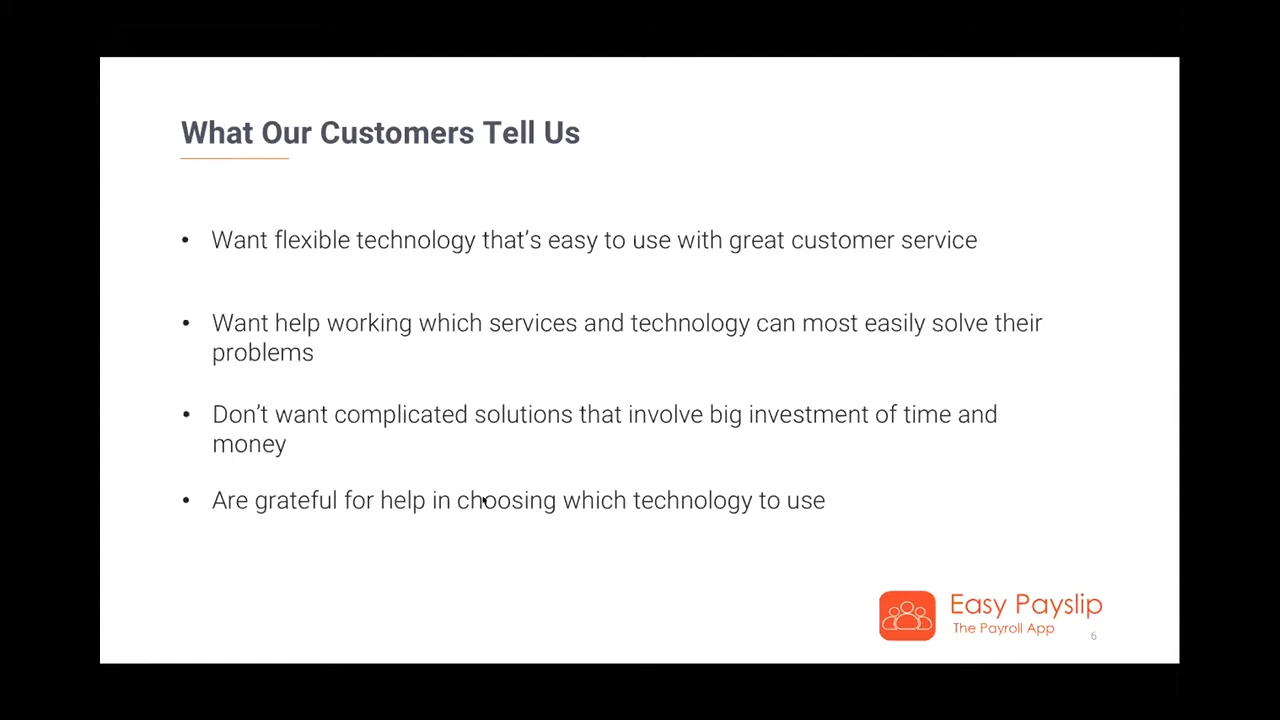 What Our Customers Tell Us
• Want flexible technology that’s easy to use with great customer service
• Want help working which services and technology can most easily solve their
problems
• Don’t want complicated solutions that involve big investment of time and
money
• Are grateful for help in choosing which technology to use
Easy Payslip
The Payroll App
6